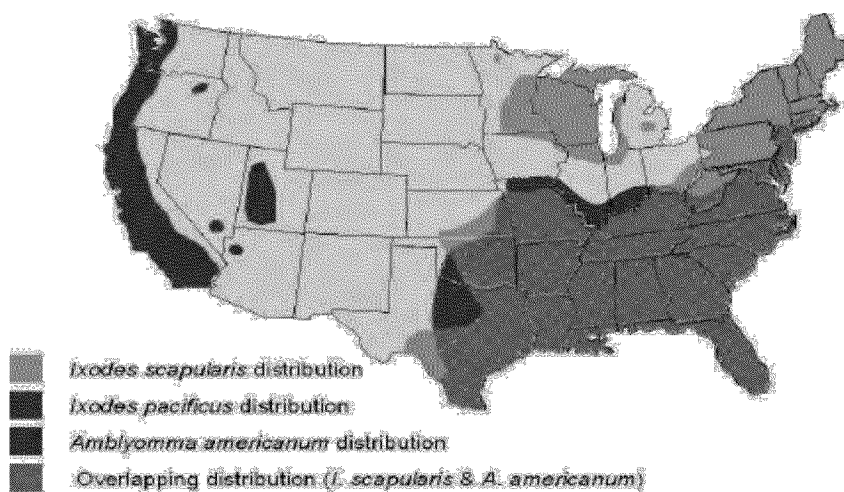 Ixodes scapularis distribution
Ixodes pacificus distribution
Amblyomma americanum distribution
Overlapping distribution (I. scapularis & A. americanum)